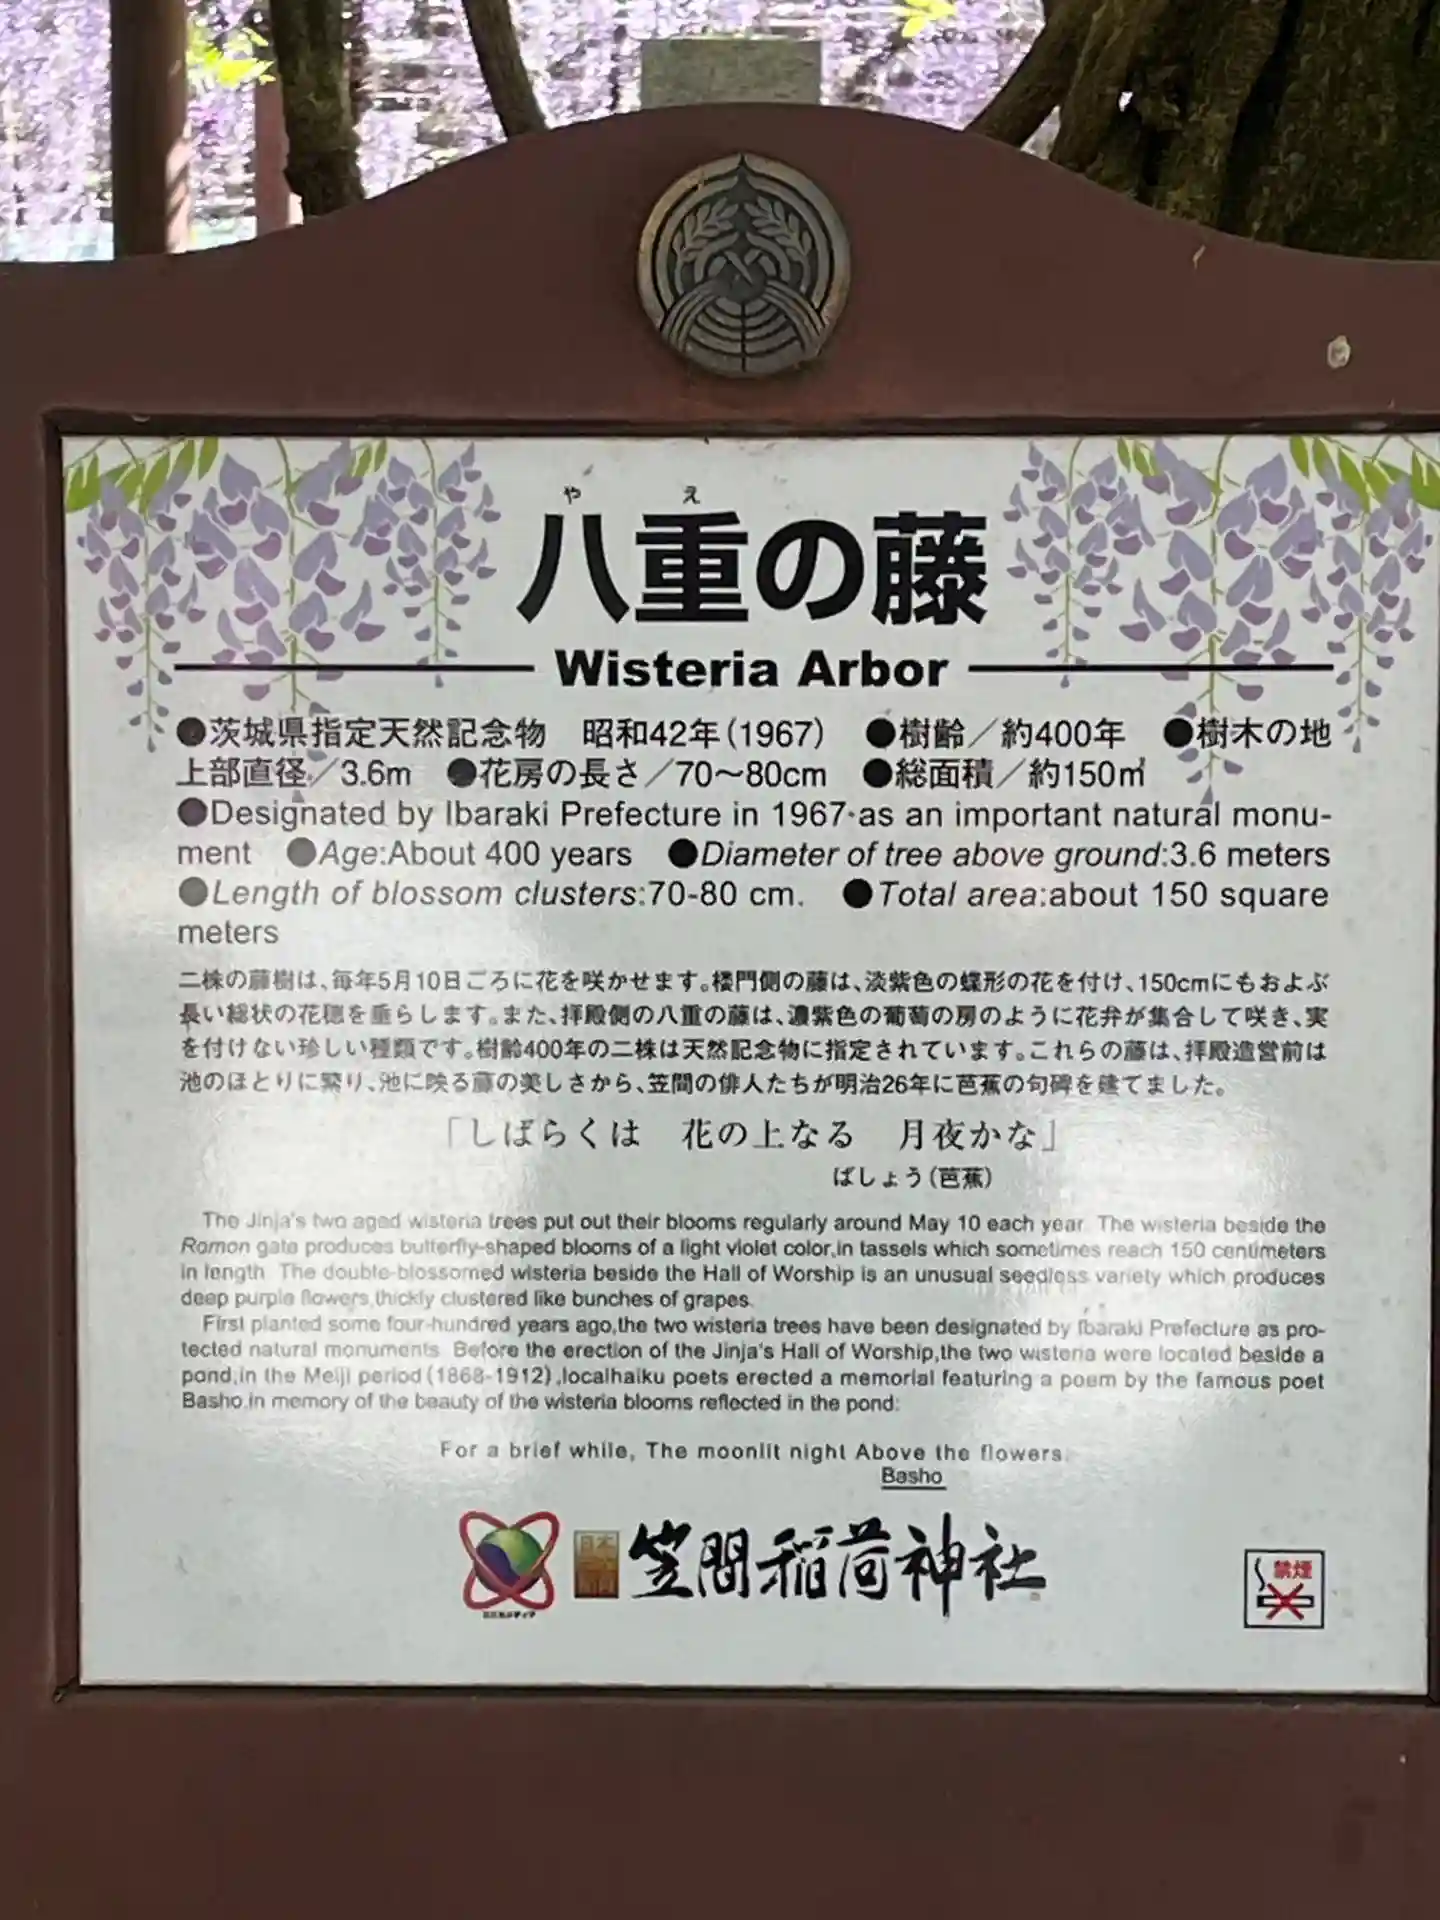 やえ
八重の藤
Wisteria Arbor
●茨城県指定天然記念物　昭和42年(1967)　●樹齢／約400年　●樹木の地
上部直径／3.6m　●花房の長さ／70〜80cm　●総面積／約150㎡
●Designated by Ibaraki Prefecture in 1967·as an important natural monu-
ment　●Age:About 400 years　●Diameter of tree above ground:3.6 meters
●Length of blossom clusters:70-80 cm.　●Total area:about 150 square
meters
二株の藤樹は､毎年5月10日ごろに花を咲かせます｡楼門側の藤は､淡紫色の蝶形の花を付け､150cmにもおよぶ
長い総状の花穂を垂らします｡また､拝殿側の八重の藤は､濃紫色の葡萄の房のように花弁が集合して咲き､実
を付けない珍しい種類です｡樹齢400年の二株は天然記念物に指定されています｡これらの藤は､拝殿造営前は
池のほとりに繁り､池に映る藤の美しさから､笠間の俳人たちが明治26年に芭蕉の句碑を建てました｡
「しばらくは　花の上なる　月夜かな」
ばしょう(芭蕉)
The Jinja's two aged wisteria trees put out their blooms regularly around May 10 each year. The wisteria beside the
Romon gate produces butterfly-shaped blooms of a light violet color,in tassels which sometimes reach 150 centimeters
in length. The double-blossomed wisteria beside the Hall of Worship is an unusual seedless variety which produces
deep purple flowers,thickly clustered like bunches of grapes.
First planted some four-hundred years ago,the two wisteria trees have been designated by Ibaraki Prefecture as pro-
tected natural monuments. Before the erection of the Jinja's Hall of Worship,the two wisteria were located beside a
pond,in the Meiji period(1868-1912),localhaiku poets erected a memorial featuring a poem by the famous poet
Basho,in memory of the beauty of the wisteria blooms reflected in the pond:
For a brief while, The moonlit night Above the flowers.
Basho
笠間稲荷神社
禁煙